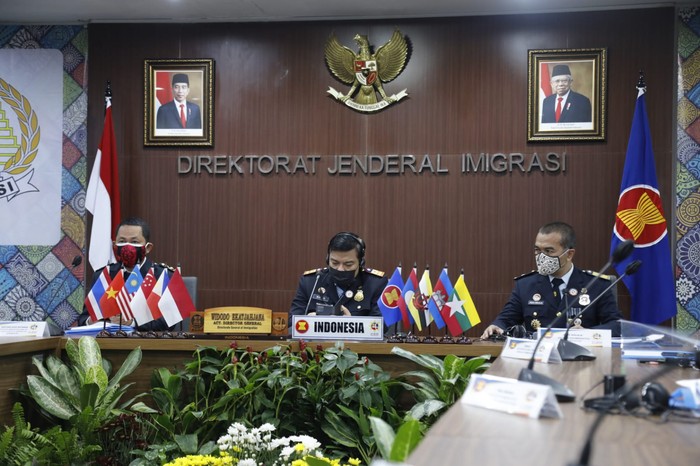 DIREKTORAT JENDERAL IMIGRASI
WIDODO EKATJAHJANA
ACT. DIRECTOR GENERAL
INDONESIA